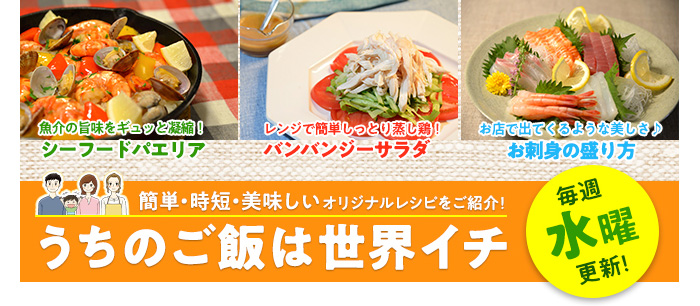 魚介の旨味をギュッと凝縮！
シーフードパエリア
レンジで簡単しっとり蒸し鶏！
バンバンジーサラダ
お店で出てくるような美しさ♪
お刺身の盛り方
簡単・時短・美味しいオリジナルレシピをご紹介！
うちのご飯は世界イチ
毎週
水曜
更新！